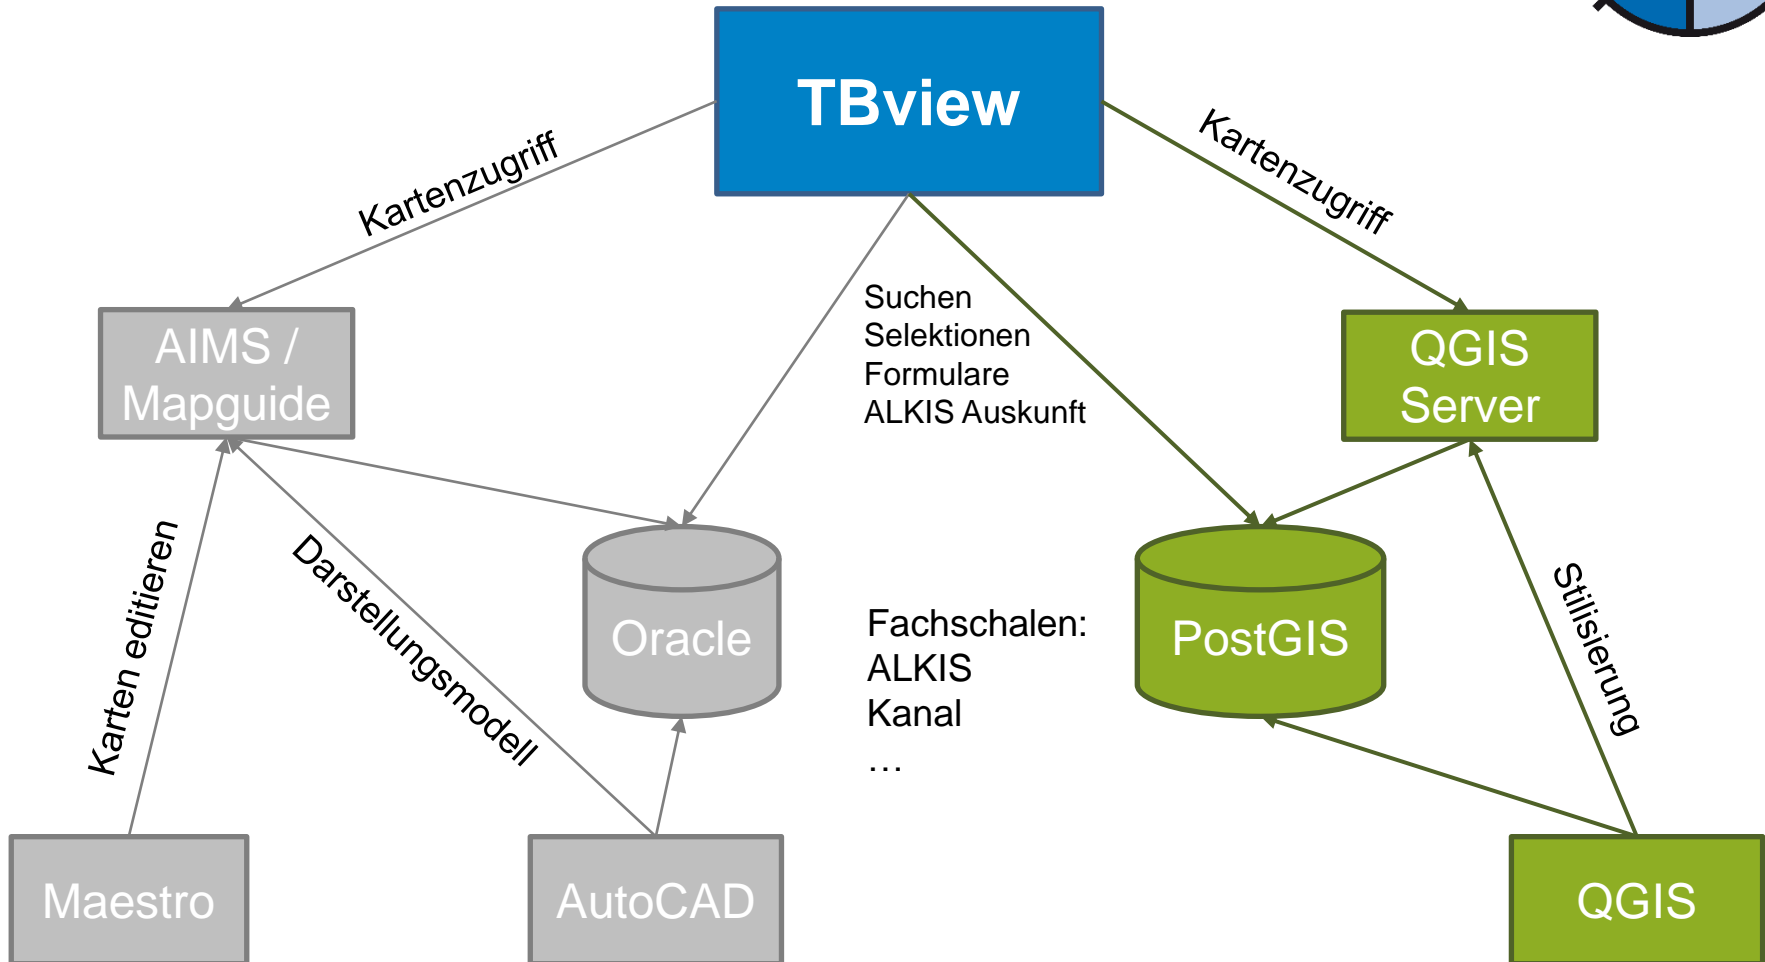 TBview
Kartenzugriff
Kartenzugriff
Suchen
Selektionen
Formulare
ALKIS Auskunft
AIMS /
Mapguide
QGIS
Server
Karten editieren
Darstellungsmodell
Oracle
Fachschalen:
ALKIS
Kanal
...
PostGIS
Stilisierung
Maestro
AutoCAD
QGIS